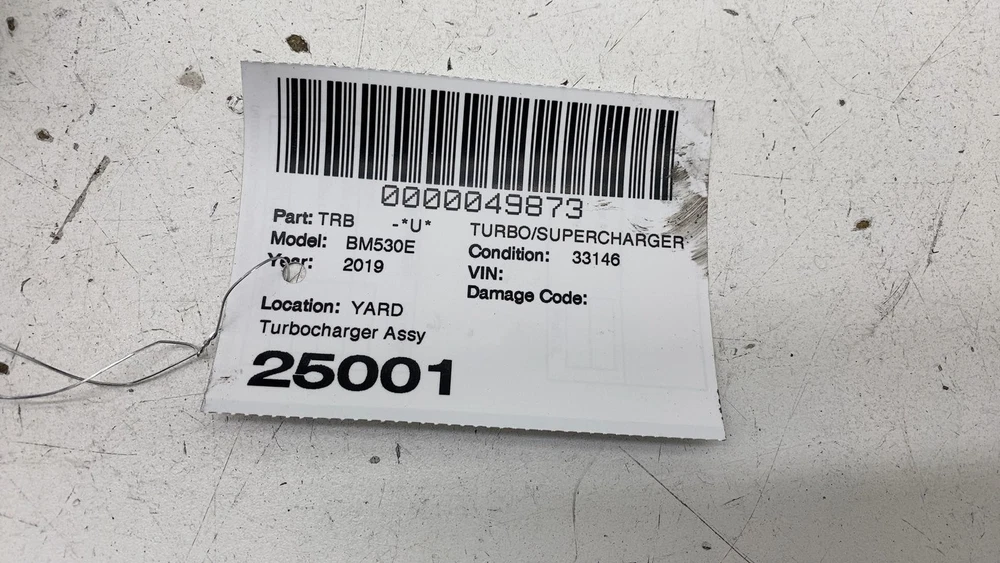 0000049873
Part: TRB -*U* TURBO/SUPERCHARGER
Model: BM530E Condition: 33146
Year: 2019 VIN:
Damage Code:
Location: YARD
Turbocharger Assy
25001